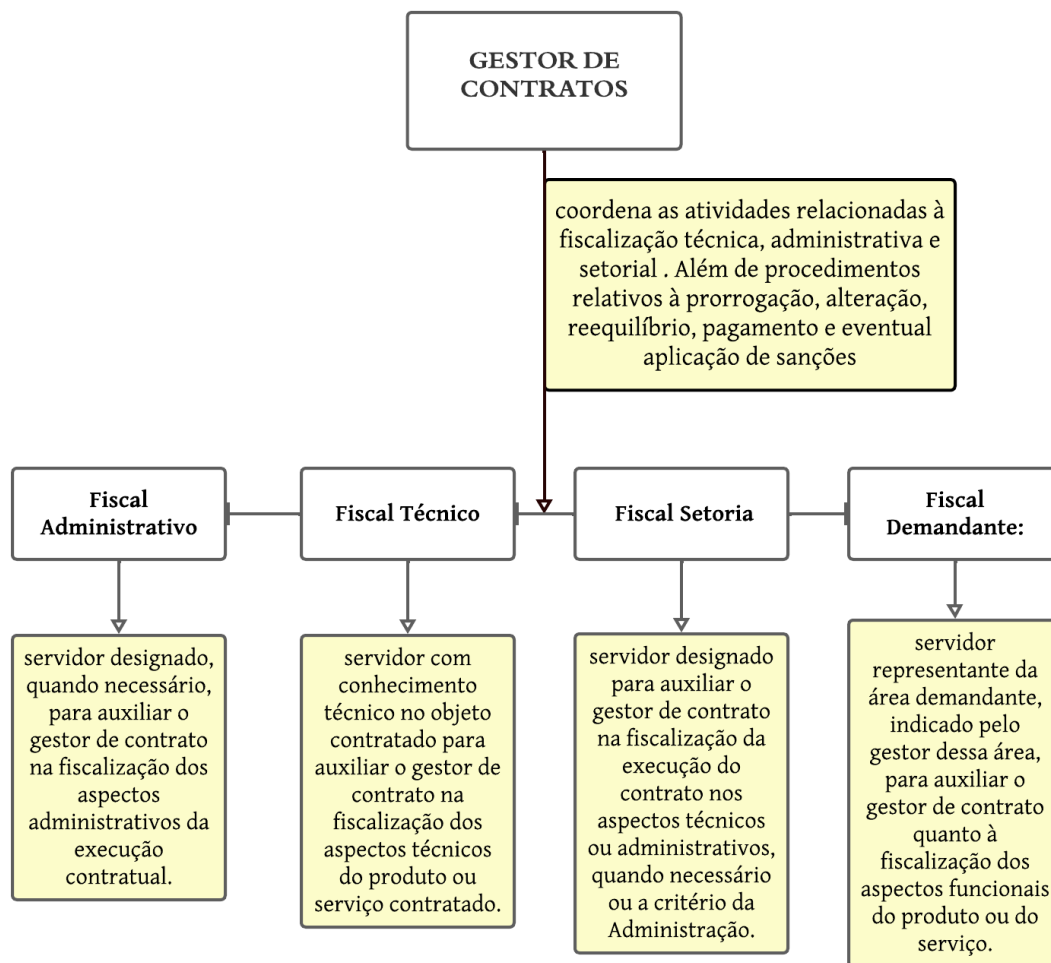 GESTOR DE
CONTRATOS
coordena as atividades relacionadas à
fiscalização técnica, administrativa e
setorial . Além de procedimentos
relativos à prorrogação, alteração,
reequilíbrio, pagamento e eventual
aplicação de sanções
Fiscal
Administrativo
Fiscal Técnico
Fiscal Setoria
Fiscal
Demandante:
servidor designado,
quando necessário,
para auxiliar o
gestor de contrato
na fiscalização dos
aspectos
administrativos da
execução
contratual.
servidor com
conhecimento
técnico no objeto
contratado para
auxiliar o gestor de
contrato na
fiscalização dos
aspectos técnicos
do produto ou
serviço contratado.
servidor designado
para auxiliar o
gestor de contrato
na fiscalização da
execução do
contrato nos
aspectos técnicos
ou administrativos,
quando necessário
ou a critério da
Administração.
servidor
representante da
área demandante,
indicado pelo
gestor dessa área,
para auxiliar o
gestor de contrato
quanto à
fiscalização dos
aspectos funcionais
do produto ou do
serviço.